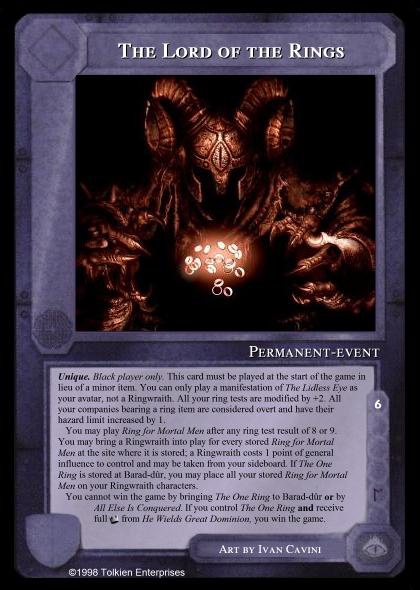 The Lord of the Rings
Permanent-event
Unique. Black player only. This card must be played at the start of the game in
lieu of a minor item. You can only play a manifestation of The Lidless Eye as
your avatar, not a Ringwraith. All your ring tests are modified by +2. All
your companies bearing a ring item are considered overt and have their
hazard limit increased by 1.
You may play Ring for Mortal Men after any ring test result of 8 or 9.
You may bring a Ringwraith into play for every stored Ring for Mortal
Men at the site where it is stored; a Ringwraith costs 1 point of general
influence to control and may be taken from your sideboard. If The One
Ring is stored at Barad-dûr, you may place all your stored Ring for Mortal
Men on your Ringwraith characters.
You cannot win the game by bringing The One Ring to Barad-dûr or by
All Else Is Conquered. If you control The One Ring and receive
full from He Wields Great Dominion, you win the game.
6
Art by Ivan Cavini
©1998 Tolkien Enterprises